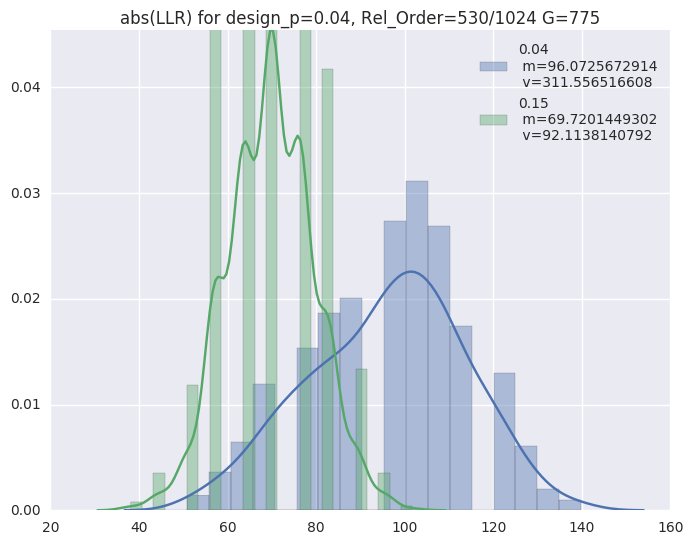 abs(LLR) for design_p=0.04, Rel_Order=530/1024 G=775
0.04
m=96.0725672914
v=311.556516608
0.15
m=69.7201449302
v=92.1138140792
0.04
0.03
0.02
0.01
0.00
20 40 60 80 100 120 140 160